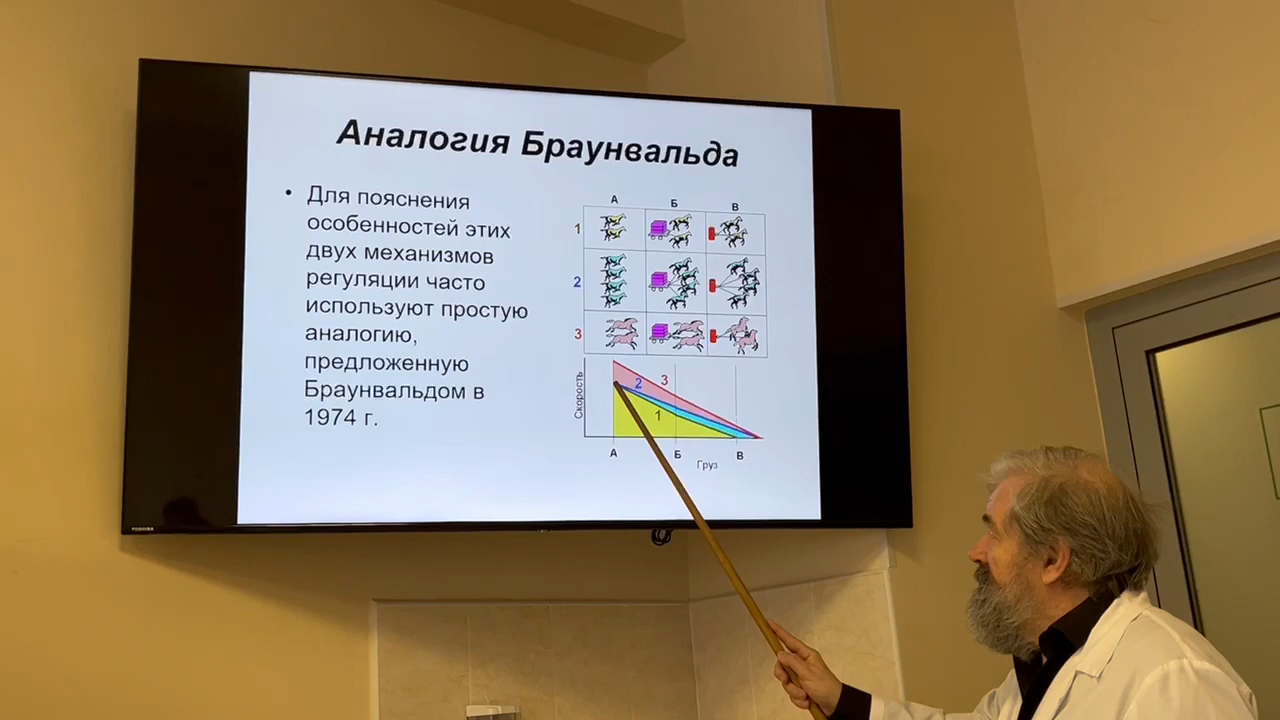 Аналогия Браунвальда
• Для пояснения
особенностей этих
двух механизмов
регуляции часто
используют простую
аналогию,
предложенную
Браунвальдом в
1974 г.
А Б В
1
2
3
Скорость
2 3
1
А Б В
Груз
TOSHIBA